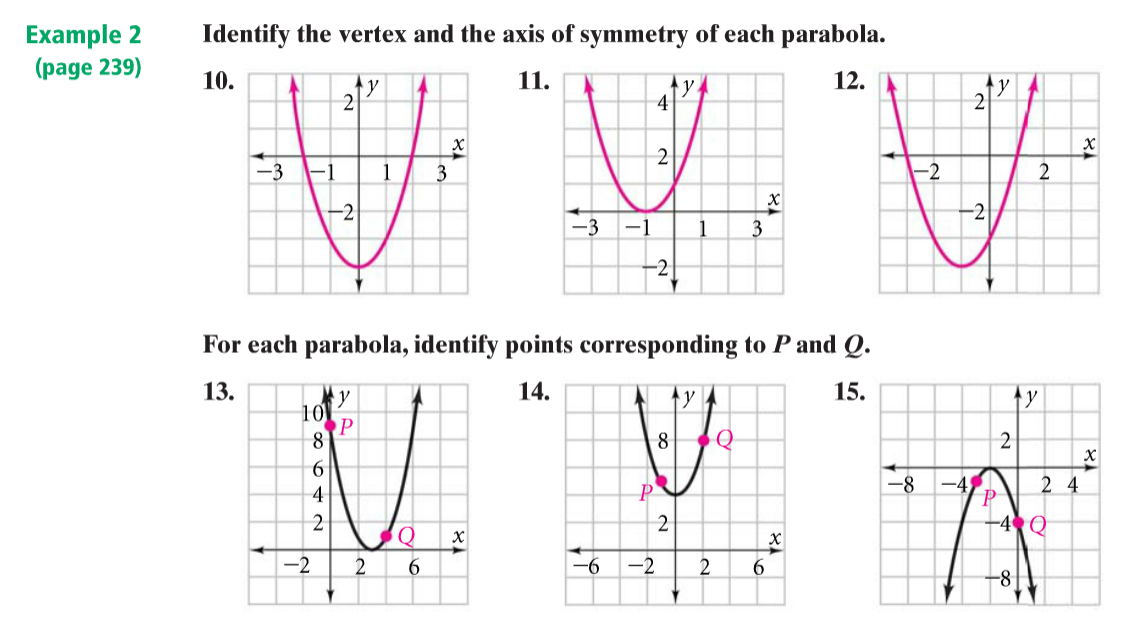 Example 2
(page 239)
Identify the vertex and the axis of symmetry of each parabola.
10.
y
2
x
−3 −1 1 3
−2
11.
y
4
2
x
−3 −1 1 3
−2
12.
y
2
x
−2 2
−2
For each parabola, identify points corresponding to P and Q.
13.
y
10
P
8
6
4
2
Q
x
−2 2 6
14.
y
8
Q
P
2
x
−6 −2 2 6
15.
y
2
x
−8 −4 2 4
P
−4
Q
−8